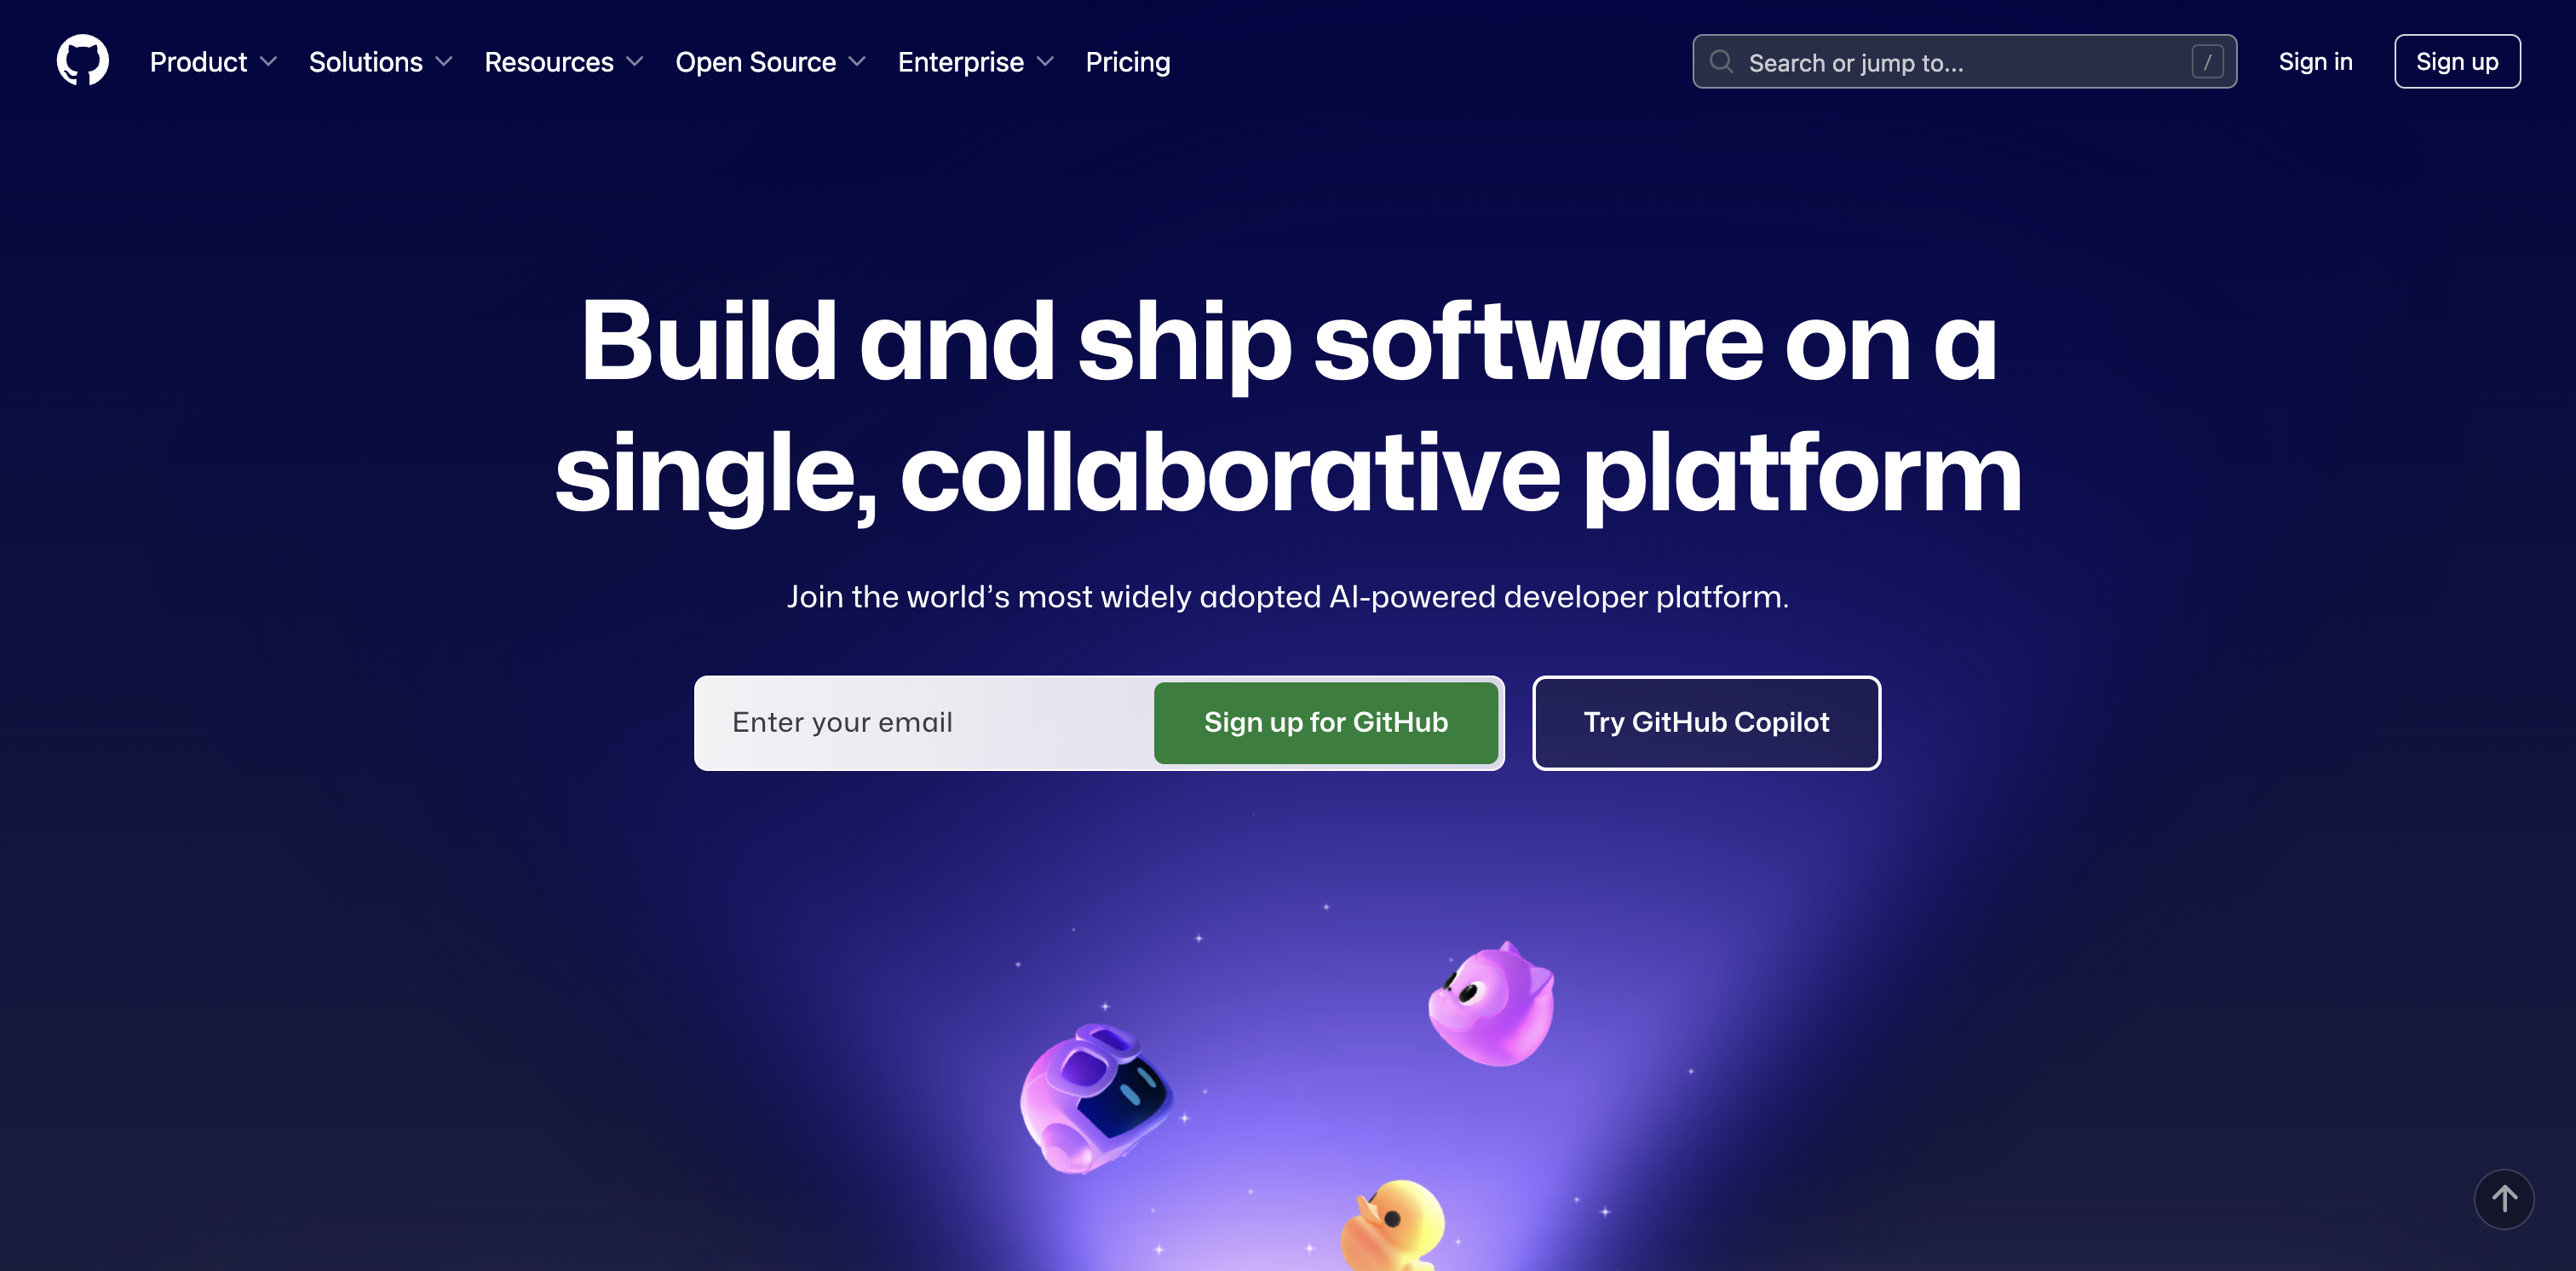 Product Solutions Resources Open Source Enterprise Pricing Search or jump to... / Sign in Sign up
Build and ship software on a
single, collaborative platform
Join the world’s most widely adopted AI-powered developer platform.
Enter your email Sign up for GitHub Try GitHub Copilot